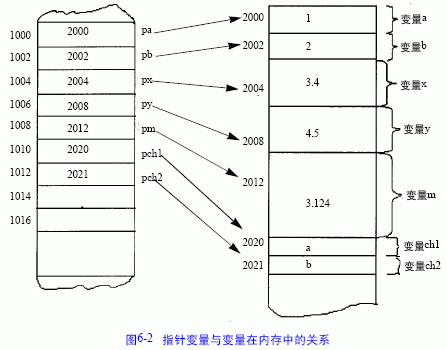 1000 2000 pa 2000 1 变量a
1002 2002 pb 2002 2 变量b
1004 2004 px 2004 3.4 变量x
1006 2008 py 2008 4.5 变量y
1008 2012 pm 2012 3.124 变量m
1010 2020 pch1 2020 a 变量ch1
1012 2021 pch2 2021 b 变量ch2
1014
1016
图6-2 指针变量与变量在内存中的关系